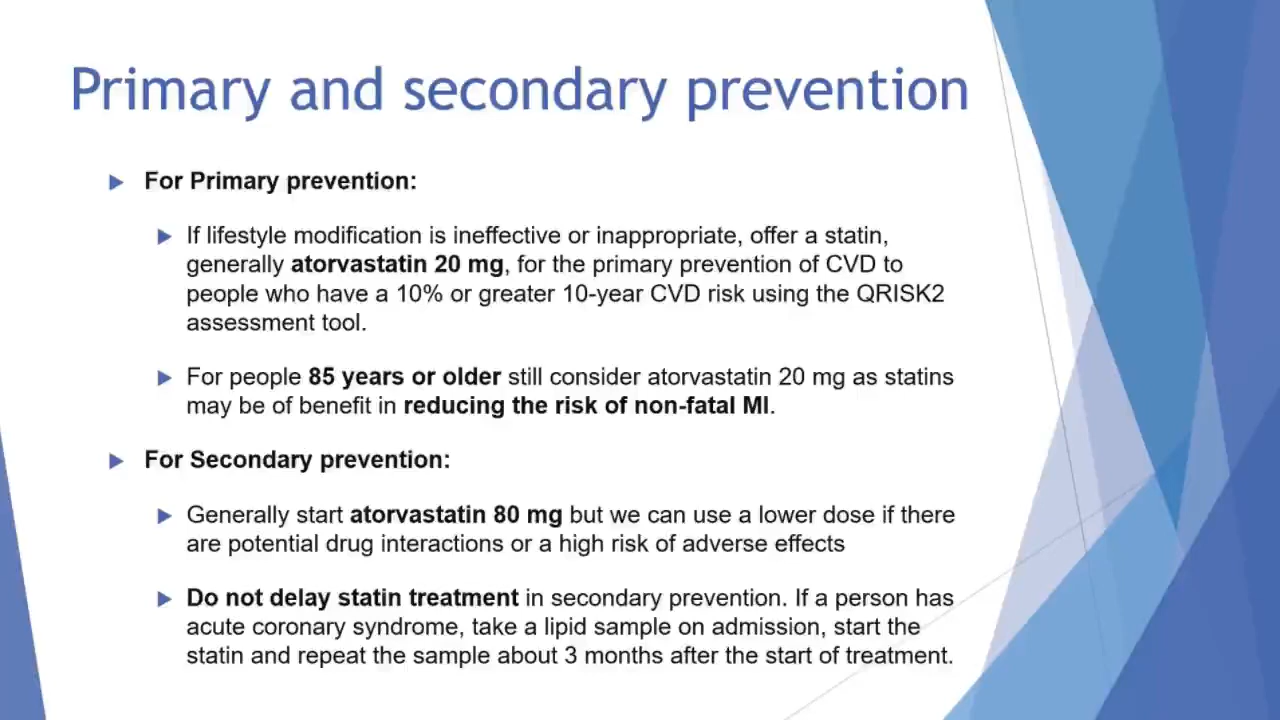 Primary and secondary prevention
For Primary prevention:
If lifestyle modification is ineffective or inappropriate, offer a statin,
generally atorvastatin 20 mg, for the primary prevention of CVD to
people who have a 10% or greater 10-year CVD risk using the QRISK2
assessment tool.
For people 85 years or older still consider atorvastatin 20 mg as statins
may be of benefit in reducing the risk of non-fatal MI.
For Secondary prevention:
Generally start atorvastatin 80 mg but we can use a lower dose if there
are potential drug interactions or a high risk of adverse effects
Do not delay statin treatment in secondary prevention. If a person has
acute coronary syndrome, take a lipid sample on admission, start the
statin and repeat the sample about 3 months after the start of treatment.